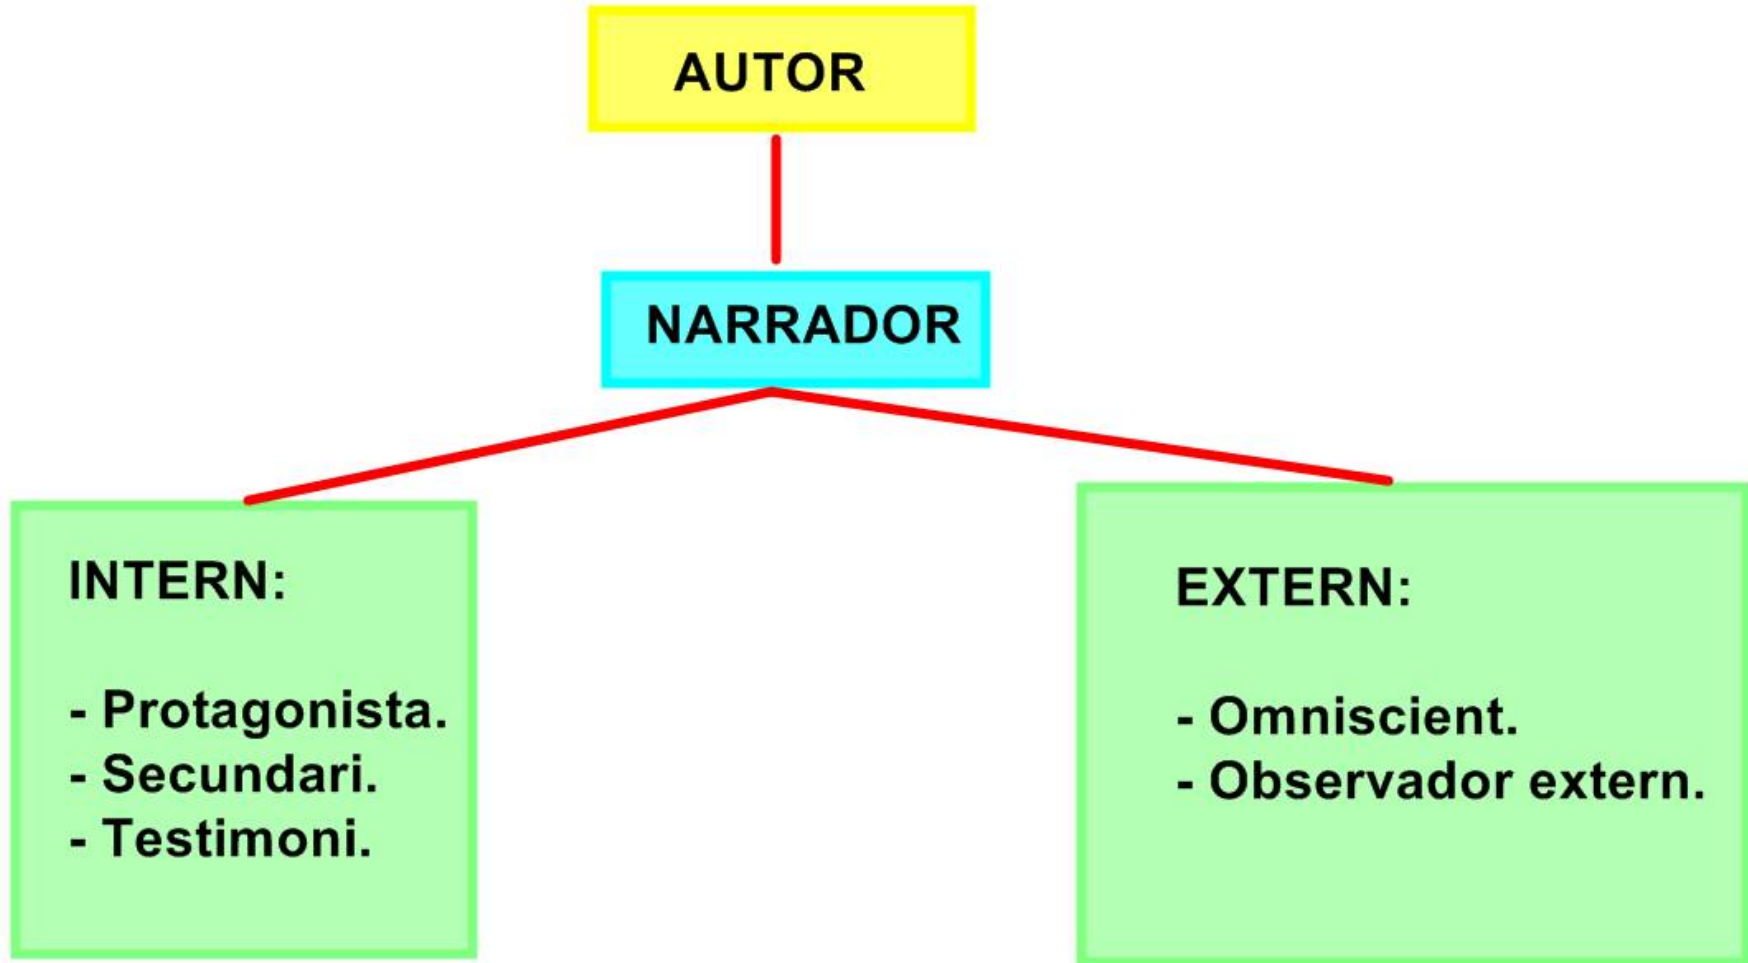 AUTOR
NARRADOR
INTERN:
- Protagonista.
- Secundari.
- Testimoni.
EXTERN:
- Omniscient.
- Observador extern.